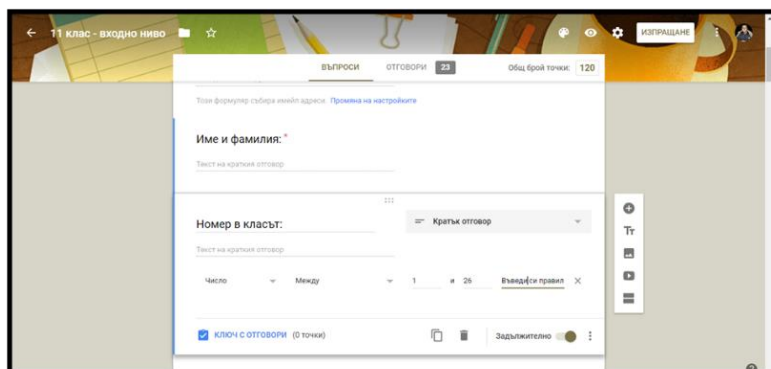 11 клас - входно ниво
ИЗПРАЩАНЕ
ВЪПРОСИ ОТГОВОРИ 23 Общ брой точки: 120
Този формуляр събира имейл адреси. Промяна на настройките
Име и фамилия: *
Текст на краткия отговор
Номер в класът: Кратък отговор
Текст на краткия отговор
Число Между 1 и 26 Въведи си правил
КЛЮЧ С ОТГОВОРИ (0 точки) Задължително